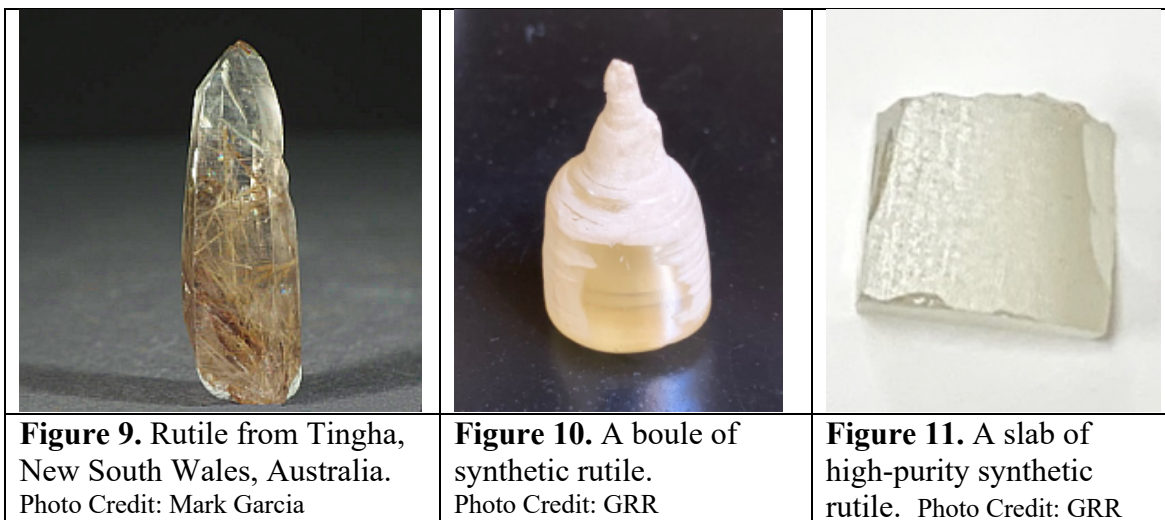 Figure 9. Rutile from Tingha,
New South Wales, Australia.
Photo Credit: Mark Garcia
Figure 10. A boule of
synthetic rutile.
Photo Credit: GRR
Figure 11. A slab of
high-purity synthetic
rutile. Photo Credit: GRR